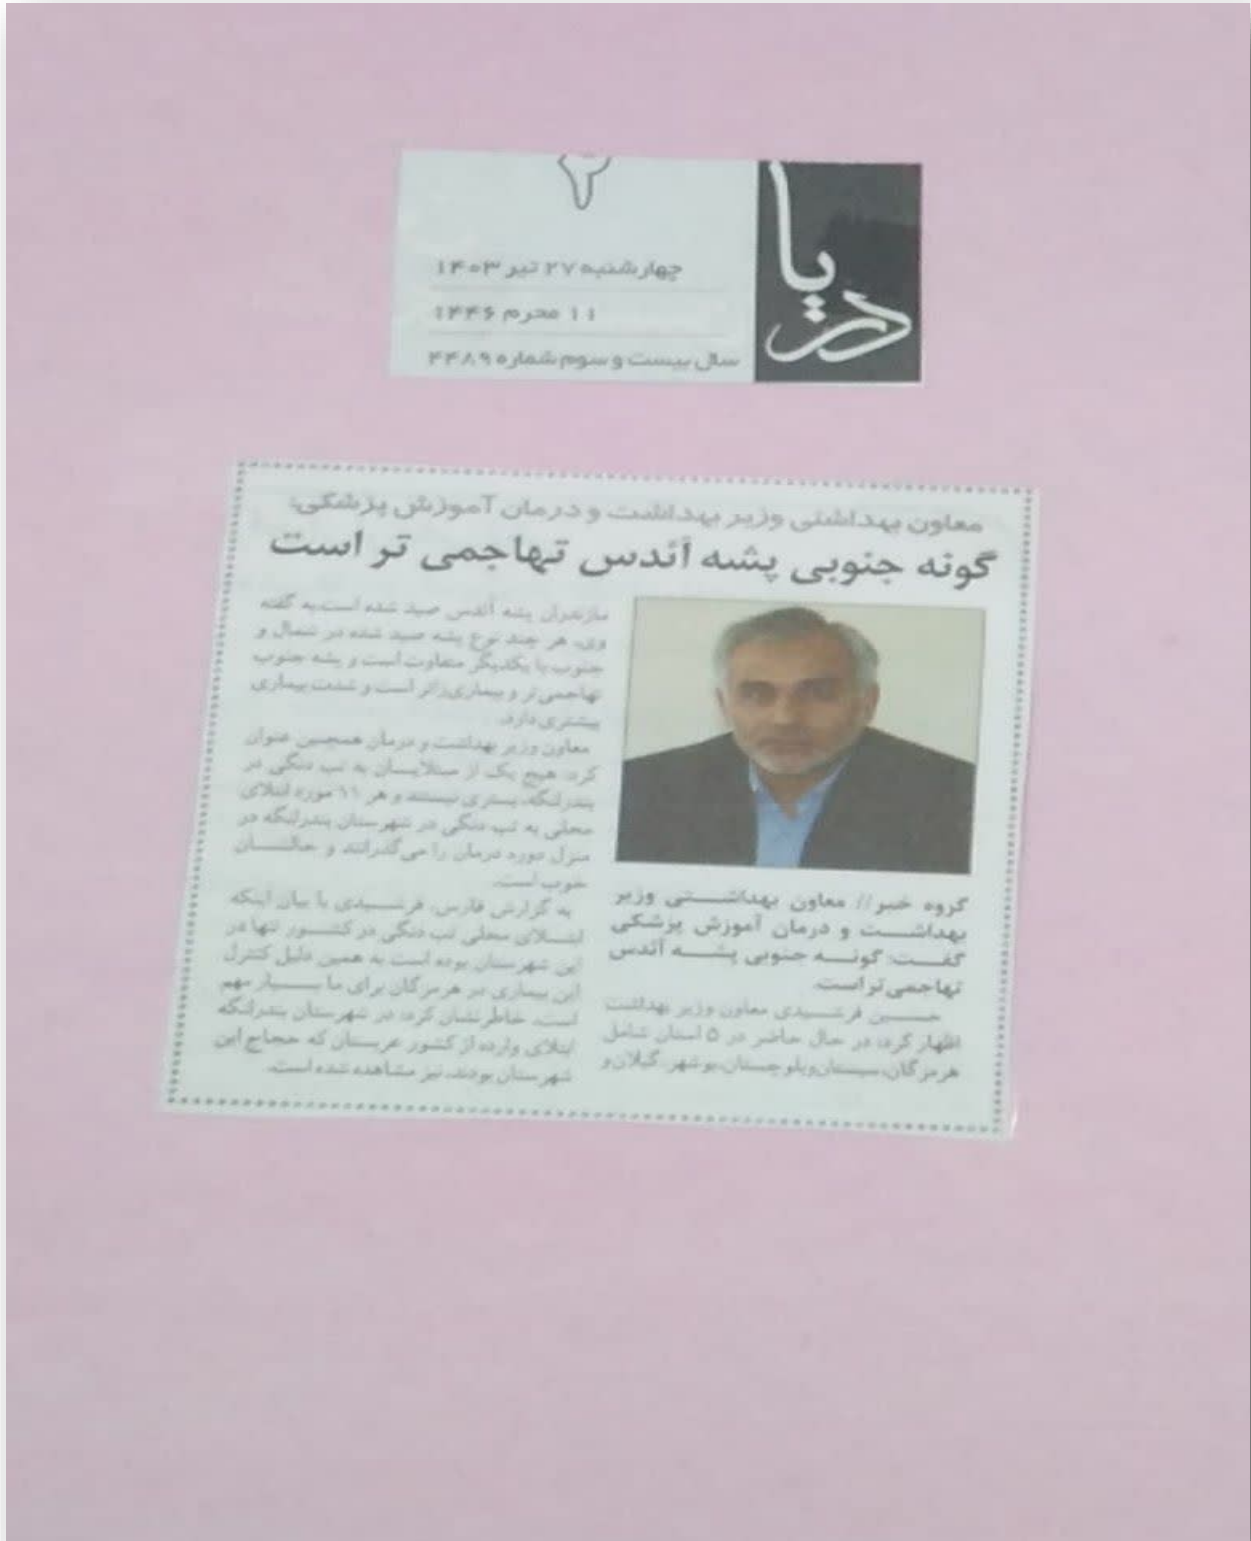 دریا
۲
چهارشنبه ۲۷ تیر ۱۴۰۳
۱۱ محرم ۱۴۴۶
سال بیست و سوم شماره ۴۴۸۹
معاون بهداشتی وزیر بهداشت و درمان آموزش پزشکی:
گونه جنوبی پشه آئدس تهاجمی تر است
گروه خبر// معاون بهداشتی وزیر
بهداشت و درمان آموزش پزشکی
گفت: گونه جنوبی پشه آئدس
تهاجمی تر است.
حسین فرشیدی معاون وزیر بهداشت
اظهار کرد: در حال حاضر در ۵ استان شامل
هرمزگان، سیستان و بلوچستان، بوشهر، گیلان و
مازندران پشه آئدس صید شده است. به گفته
وی، هر چند نوع پشه صید شده در شمال و
جنوب با یکدیگر متفاوت است و پشه جنوب
تهاجمی تر و بیماری زاتر است و شدت بیماری
بیشتری دارد.
معاون وزیر بهداشت و درمان همچنین عنوان
کرد: هیچ یک از مبتلایان به تب دنگی در
بندرلنگه، بستری نیستند و هر ۱۱ مورد ابتلای
محلی به تب دنگی در شهرستان بندرلنگه در
منزل دوره درمان را می گذرانند و حالشان
خوب است.
به گزارش فارس، فرشیدی با بیان اینکه
ابتلای محلی تب دنگی در کشور تنها در
این شهرستان بوده است به همین دلیل کنترل
این بیماری در هرمزگان برای ما بسیار مهم
است، خاطرنشان کرد: در شهرستان بندرلنگه
ابتلای وارده از کشور عربستان که حجاج این
شهرستان بودند، نیز مشاهده شده است.